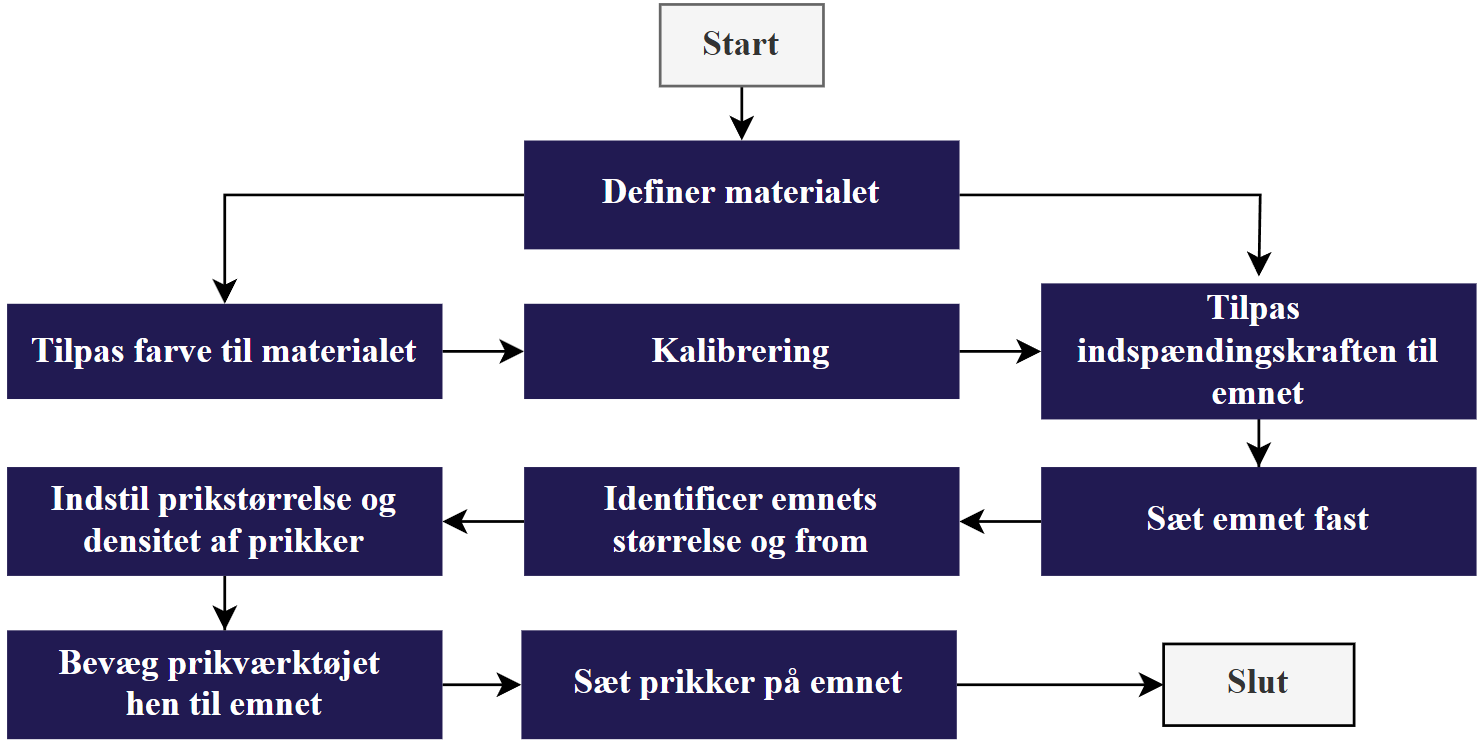 Start
Definer materialet
Tilpas farve til materialet
Kalibrering
Tilpas
indspændingskraften til
emnet
Sæt emnet fast
Identificer emnets
størrelse og from
Indstil prikstørrelse og
densitet af prikker
Bevæg prikværktøjet
hen til emnet
Sæt prikker på emnet
Slut